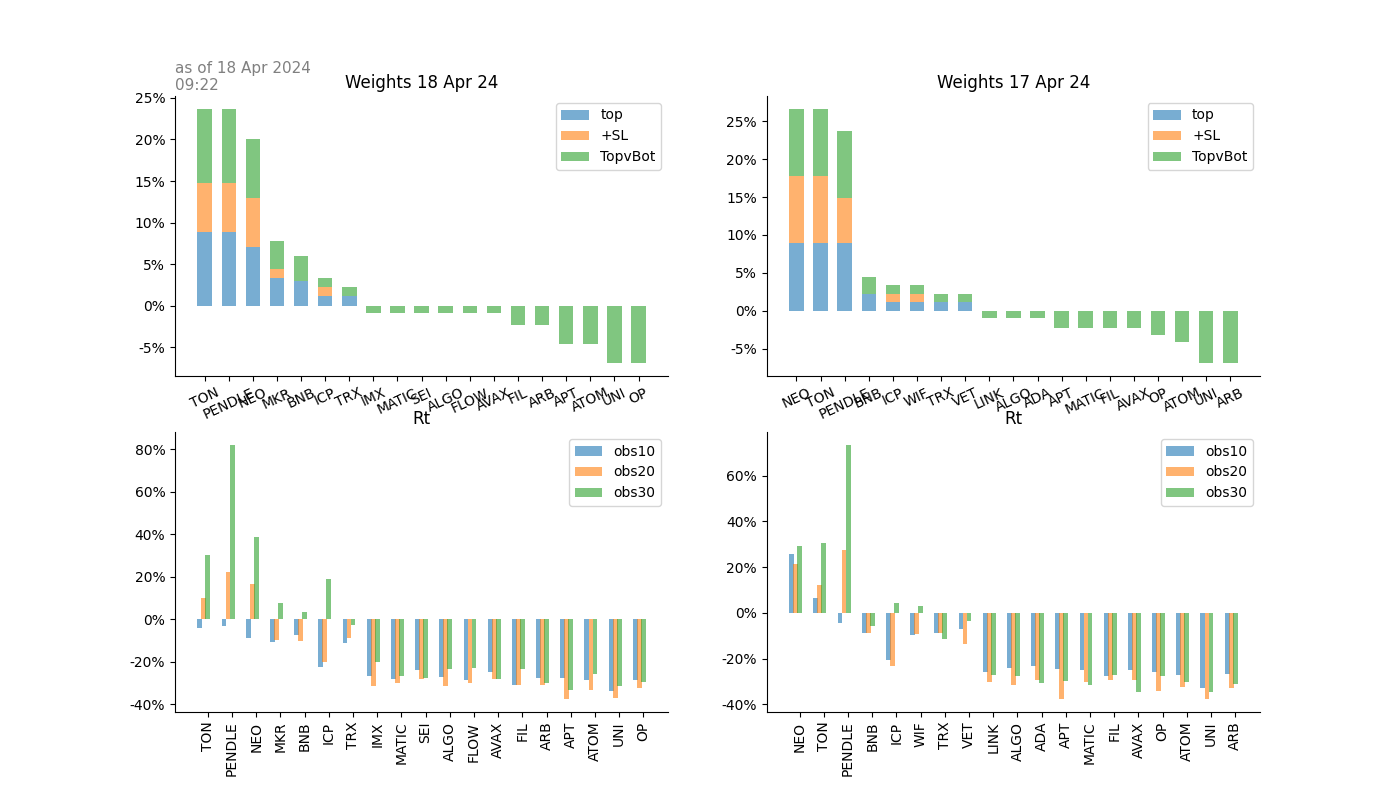 as of 18 Apr 2024
09:22
Weights 18 Apr 24
25%
20%
15%
10%
5%
0%
-5%
top
+SL
TopvBot
TON
PENDLE
NEO
MKR
BNB
ICP
TRX
IMX
MATIC
SEI
ALGO
FLOW
AVAX
FIL
ARB
APT
ATOM
UNI
OP
Weights 17 Apr 24
25%
20%
15%
10%
5%
0%
-5%
top
+SL
TopvBot
NEO
TON
PENDLE
BNB
ICP
WIF
TRX
VET
LINK
ALGO
ADA
APT
MATIC
FIL
AVAX
OP
ATOM
UNI
ARB
Rt
80%
60%
40%
20%
0%
-20%
-40%
obs10
obs20
obs30
TON
PENDLE
NEO
MKR
BNB
ICP
TRX
IMX
MATIC
SEI
ALGO
FLOW
AVAX
FIL
ARB
APT
ATOM
UNI
OP
Rt
60%
40%
20%
0%
-20%
-40%
obs10
obs20
obs30
NEO
TON
PENDLE
BNB
ICP
WIF
TRX
VET
LINK
ALGO
ADA
APT
MATIC
FIL
AVAX
OP
ATOM
UNI
ARB